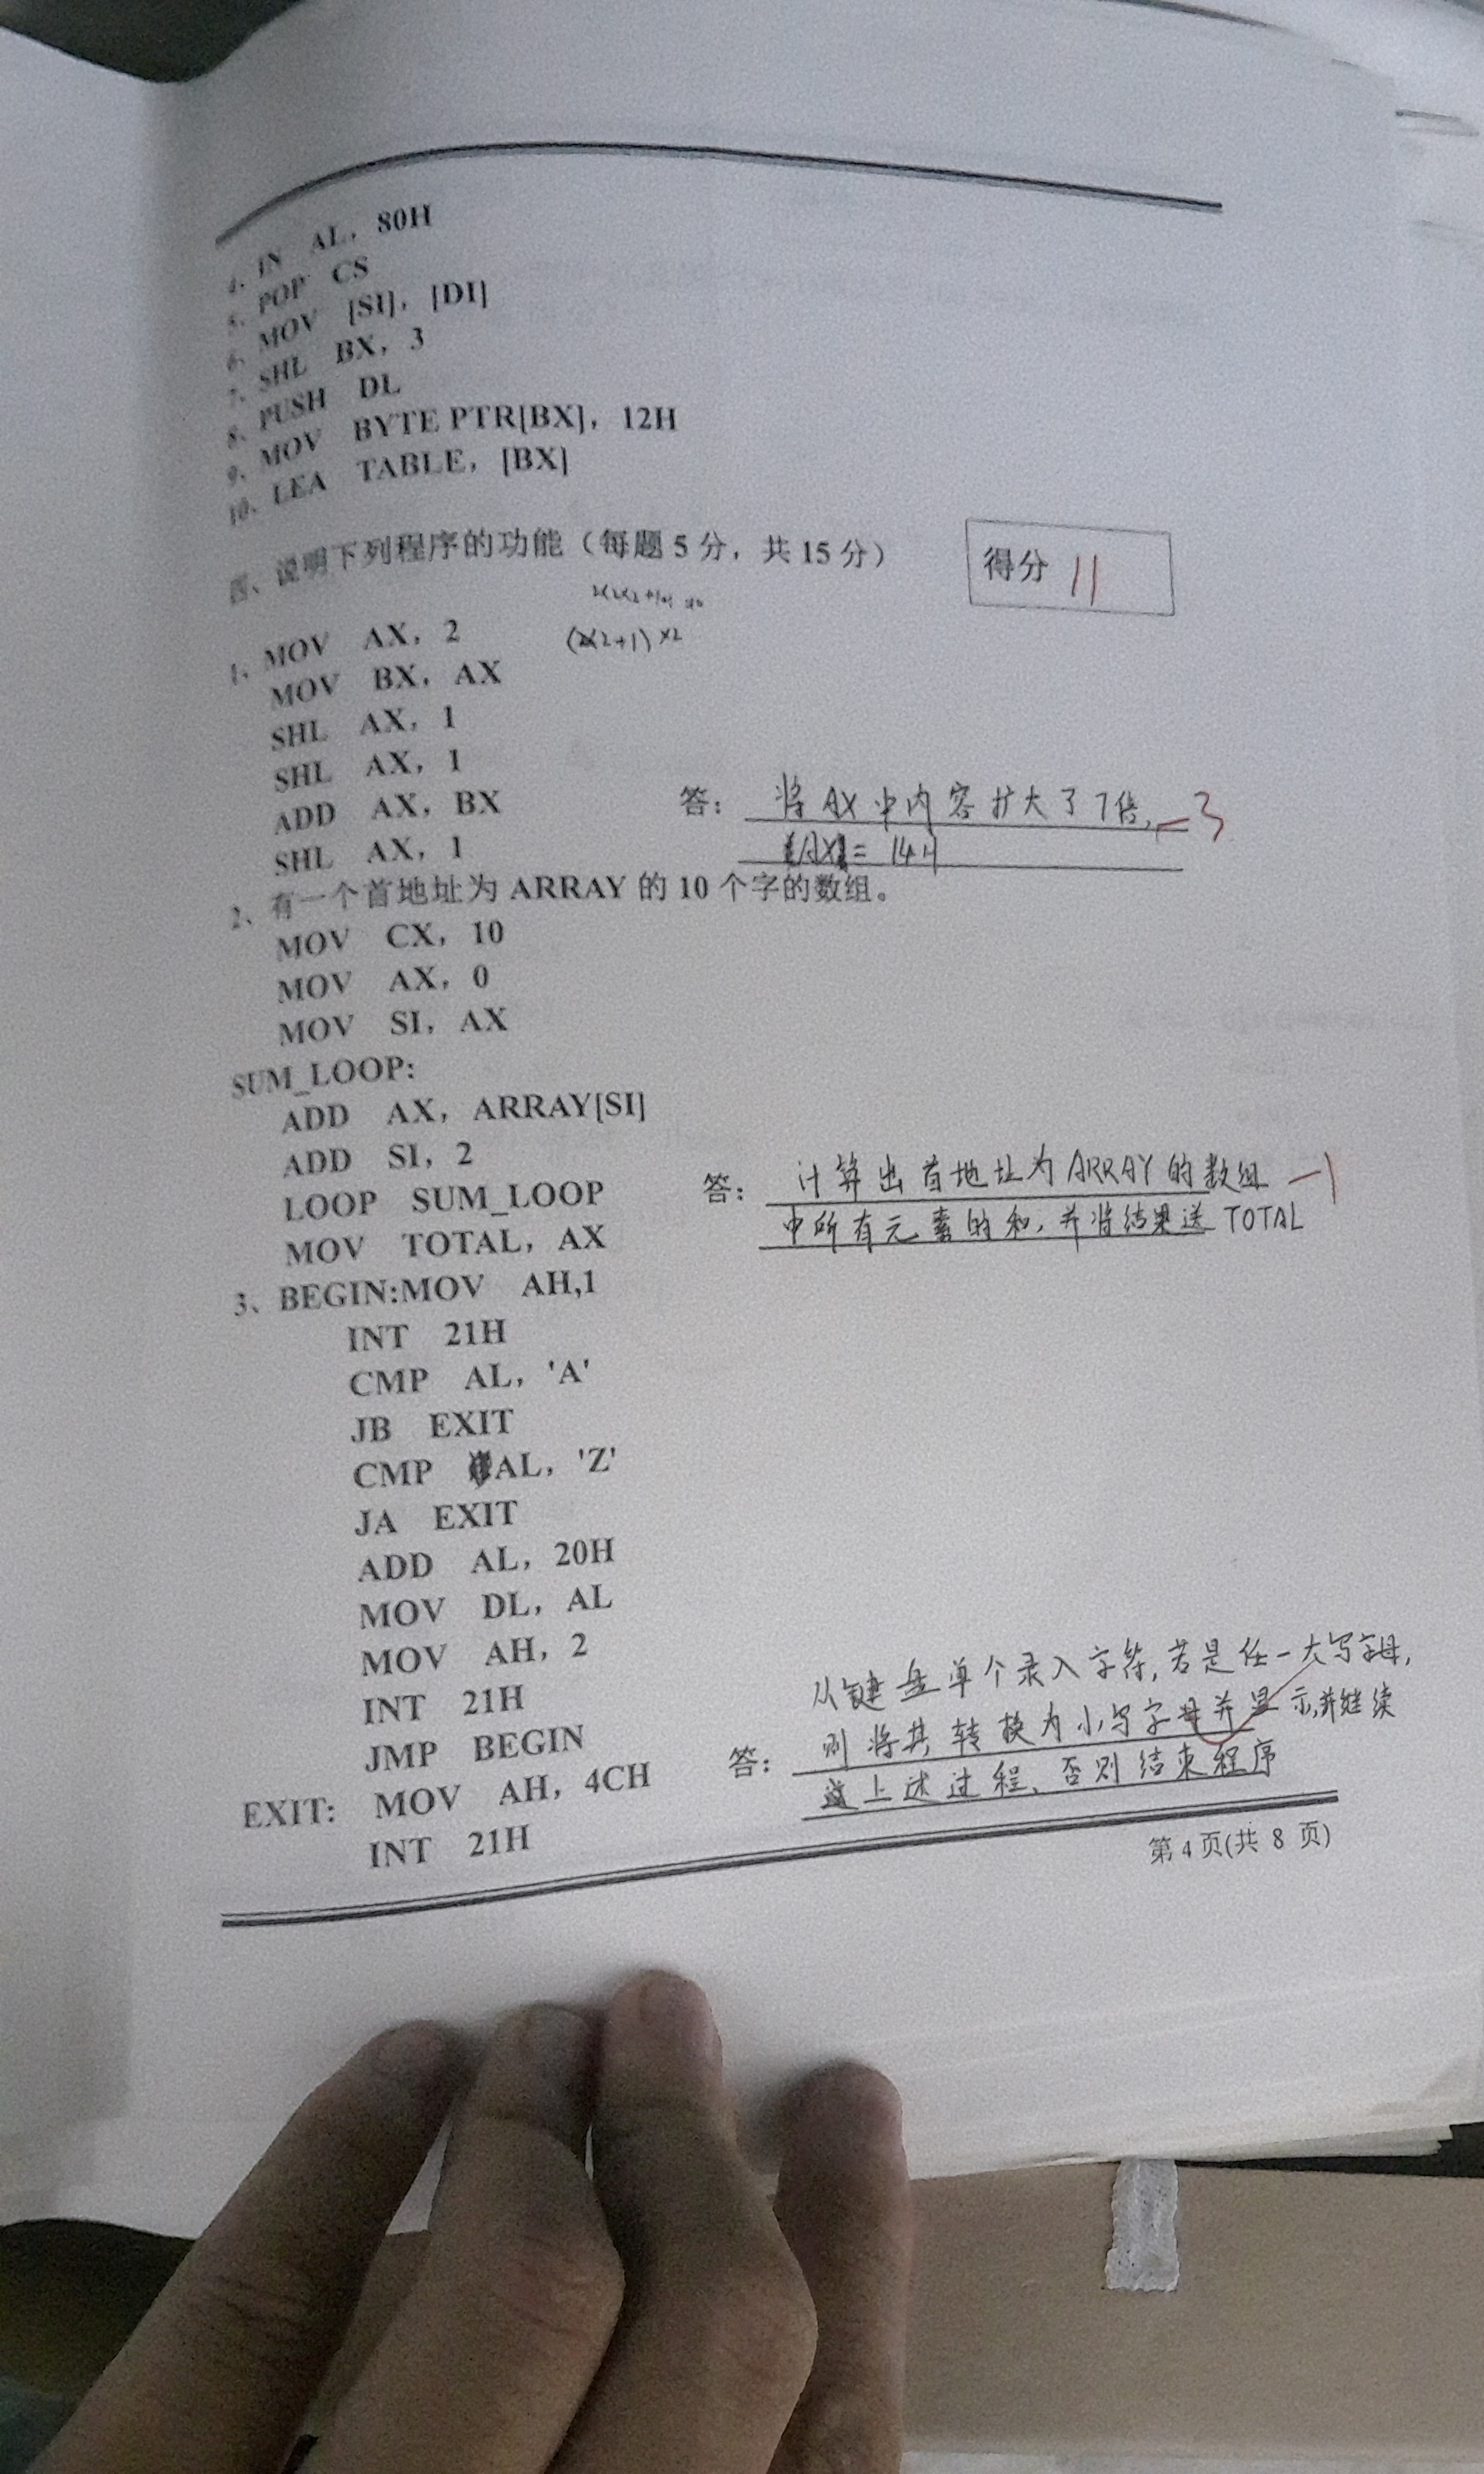 4、IN AL，80H
5、POP CS
6、MOV [SI]，[DI]
7、SHL BX，3
8、PUSH DL
9、MOV BYTE PTR[BX]，12H
10、LEA TABLE，[BX]
四、说明下列程序的功能（每题5分，共15分）
得分 11
(2×2+1)×2
1、MOV AX，2
MOV BX，AX
SHL AX，1
SHL AX，1
ADD AX，BX
SHL AX，1
答：将AX中内容扩大了7倍， -3
[AX]= 14H
2、有一个首地址为ARRAY的10个字的数组。
MOV CX，10
MOV AX，0
MOV SI，AX
SUM_LOOP:
ADD AX，ARRAY[SI]
ADD SI，2
LOOP SUM_LOOP
MOV TOTAL，AX
答：计算出首地址为ARRAY的数组 -1
中所有元素的和，并将结果送TOTAL
3、BEGIN:MOV AH,1
INT 21H
CMP AL，'A'
JB EXIT
CMP AL，'Z'
JA EXIT
ADD AL，20H
MOV DL，AL
MOV AH，2
INT 21H
JMP BEGIN
EXIT: MOV AH，4CH
INT 21H
从键盘单个录入字符，若是任一大写字母，
答：则将其转换为小写字母并显示，并继续
上述过程，否则结束程序
第4页(共 8 页)